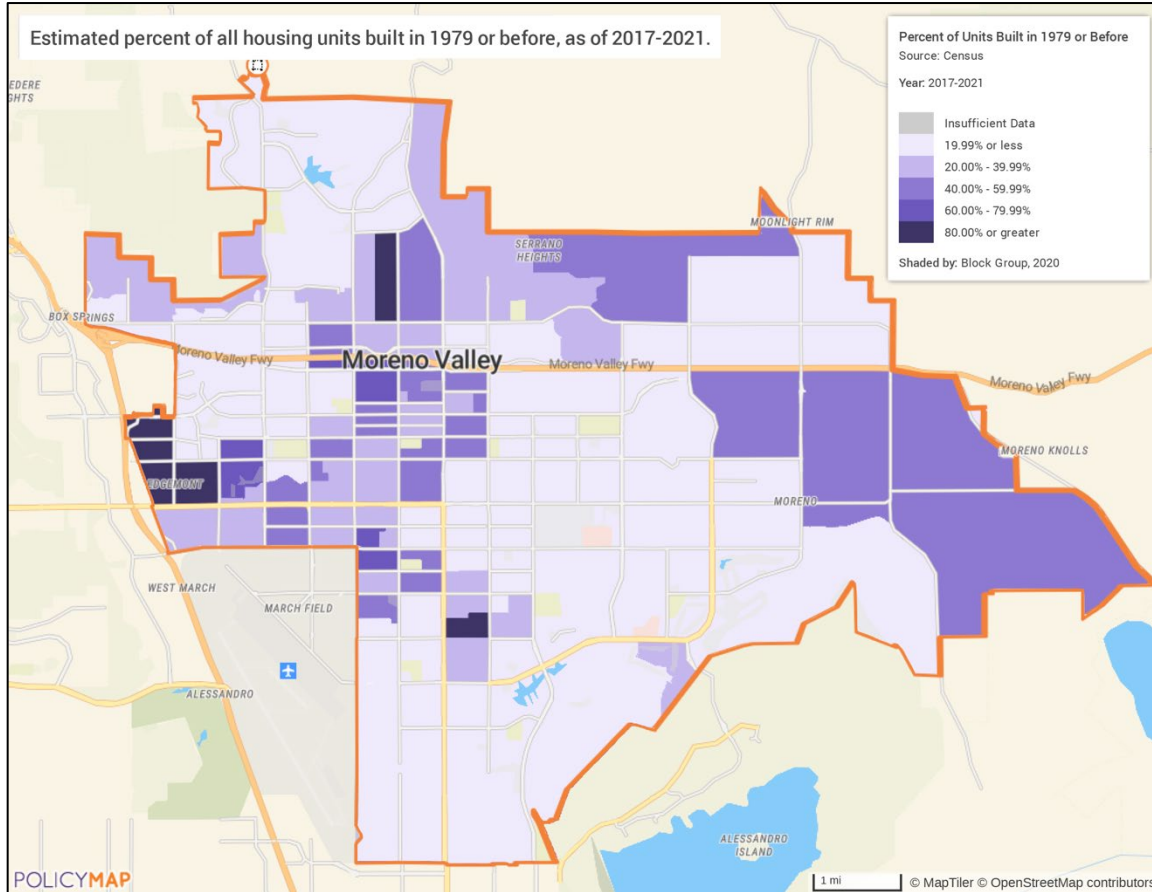 Estimated percent of all housing units built in 1979 or before, as of 2017-2021.
Percent of Units Built in 1979 or Before
Source: Census
Year: 2017-2021
Insufficient Data
19.99% or less
20.00% - 39.99%
40.00% - 59.99%
60.00% - 79.99%
80.00% or greater
Shaded by: Block Group, 2020
EDERE
GHTS
MOONLIGHT RIM
SERRANO
HEIGHTS
BOX SPRINGS
Moreno Valley Fwy
Moreno Valley
Moreno Valley Fwy
Moreno Valley Fwy
MORENO KNOLLS
EDGEMONT
MORENO
WEST MARCH
MARCH FIELD
ALESSANDRO
ALESSANDRO
ISLAND
POLICYMAP
1 mi
© MapTiler © OpenStreetMap contributors